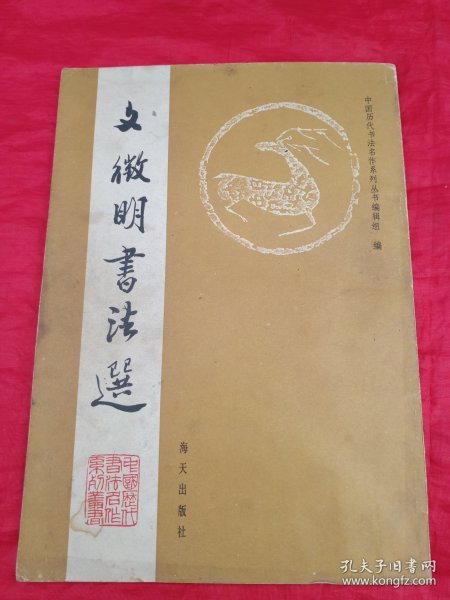 中国历代书法名作系列丛书编辑组 编
文徵明書法選
海天出版社
中國歷代
書法名作
系列叢書
孔夫子旧书网
www.kongfz.com